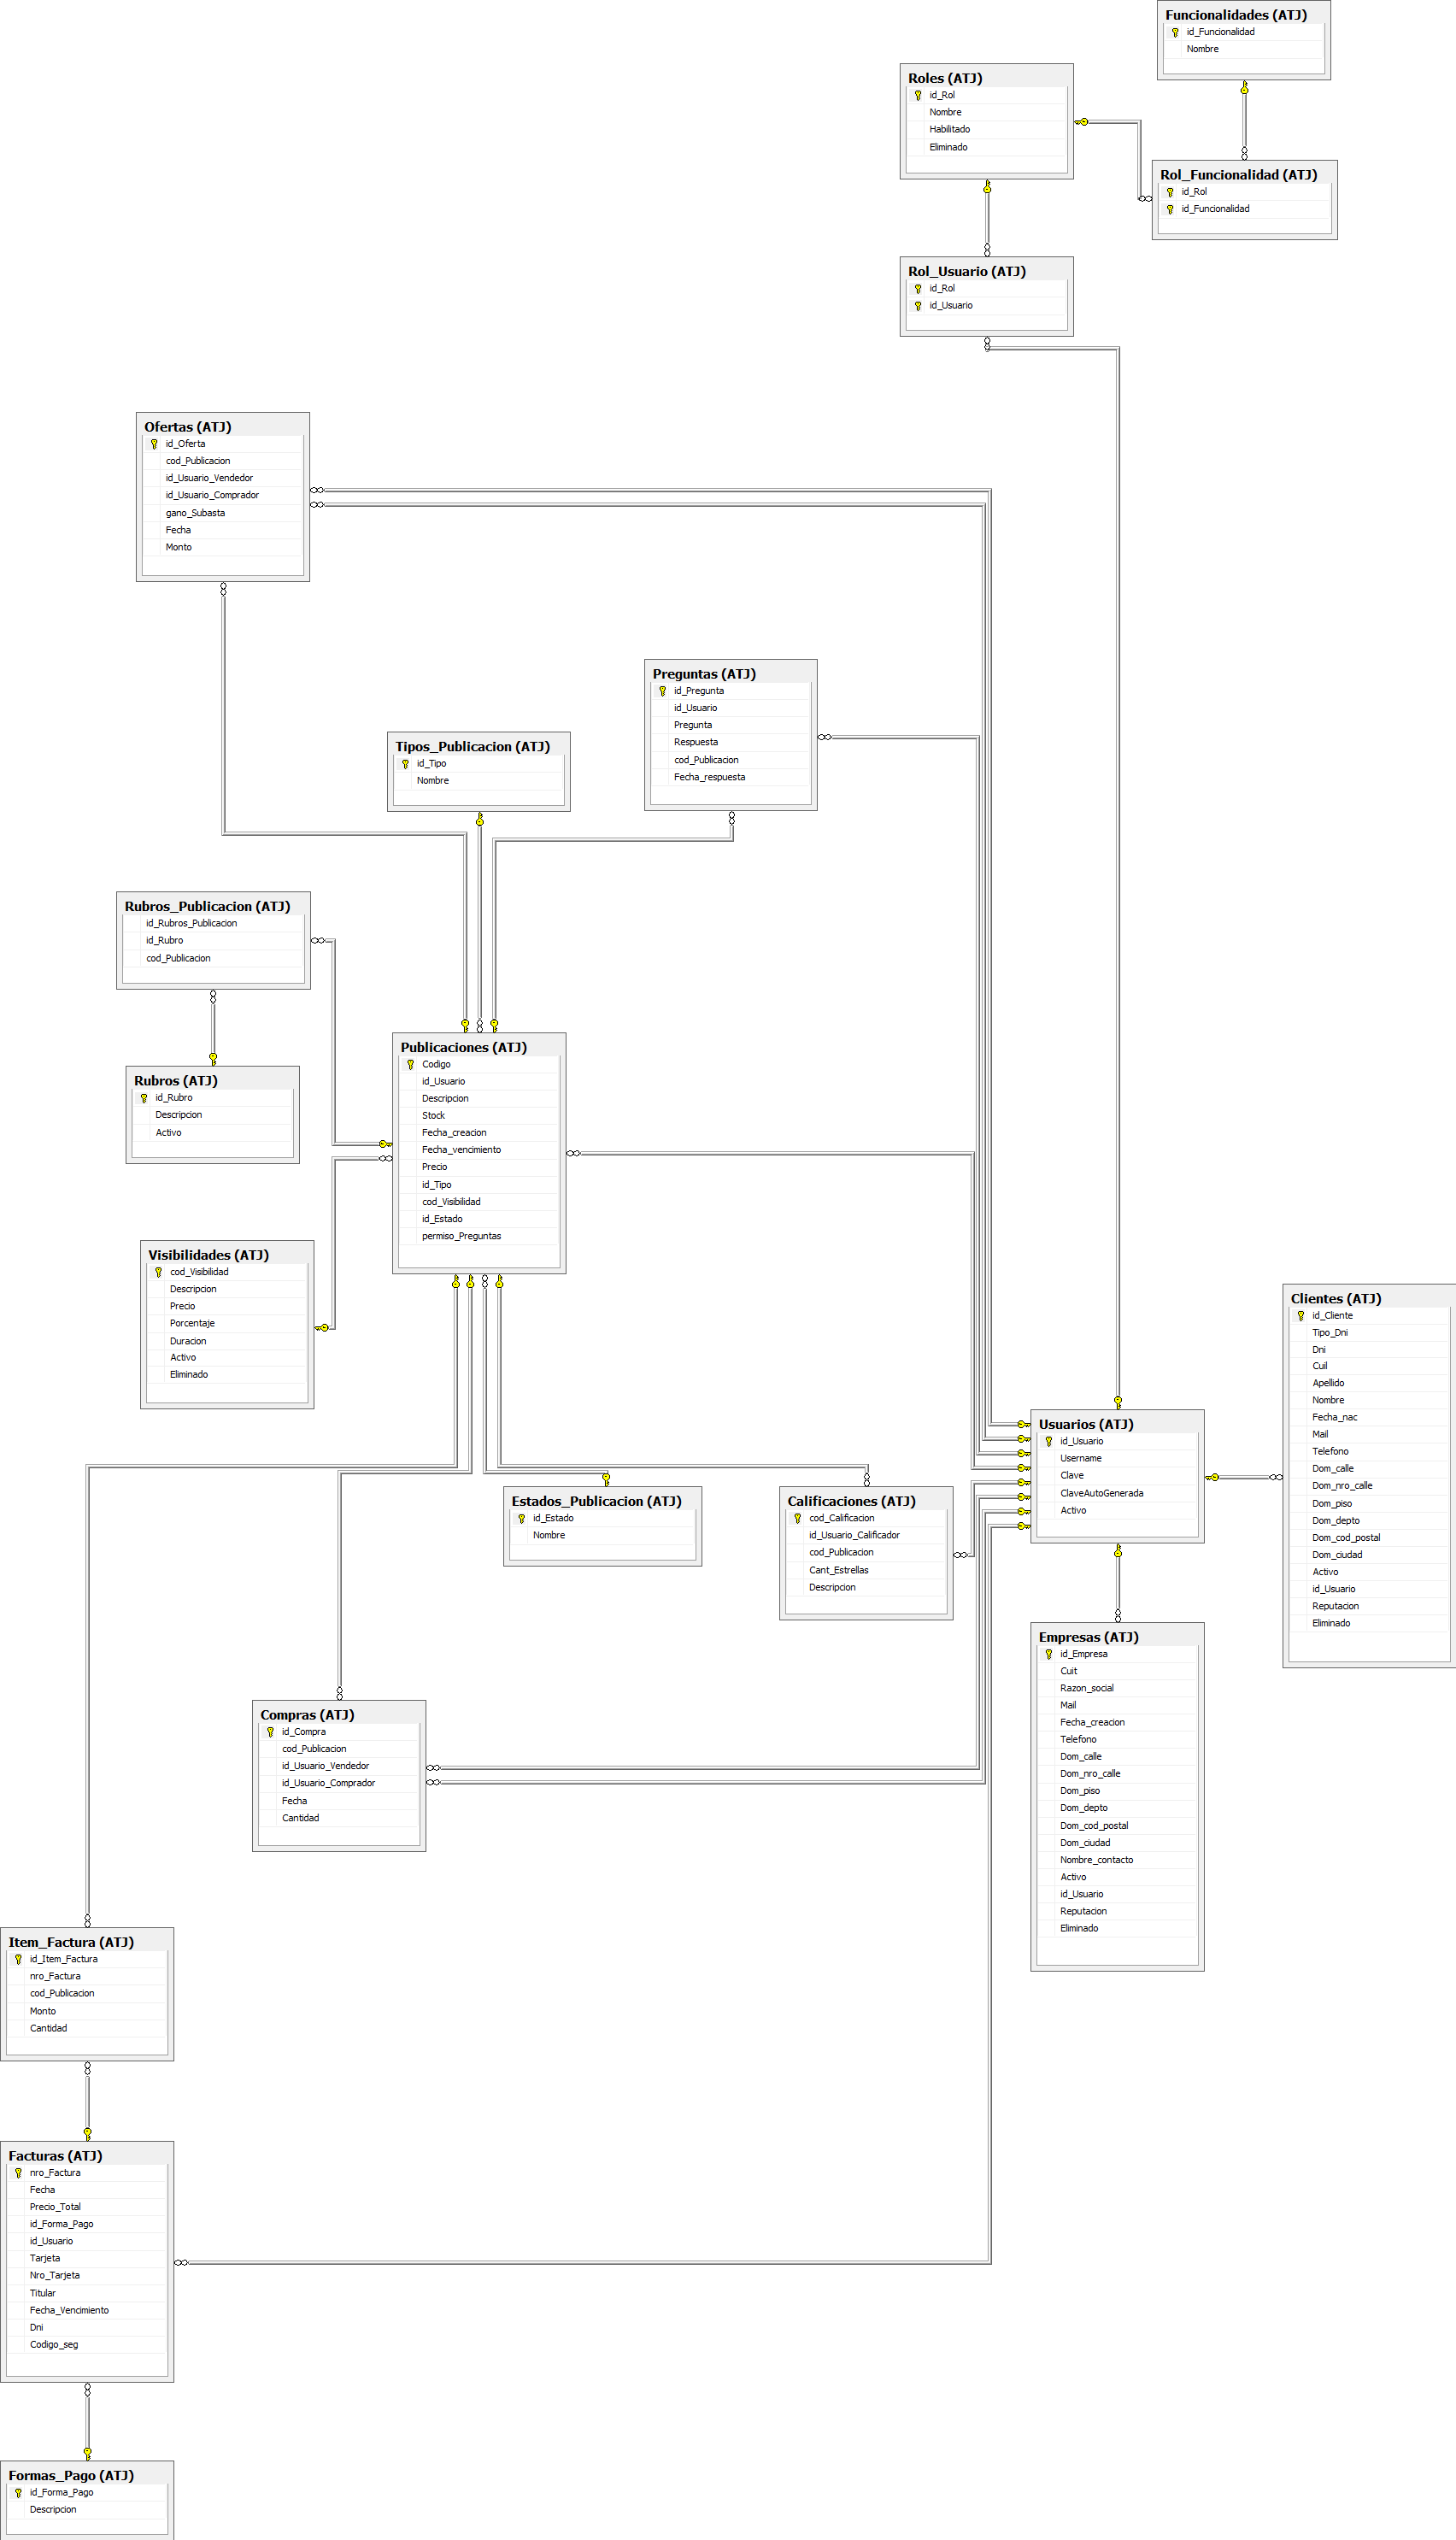 Funcionalidades (ATJ)
id_Funcionalidad
Nombre
Roles (ATJ)
id_Rol
Nombre
Habilitado
Eliminado
Rol_Funcionalidad (ATJ)
id_Rol
id_Funcionalidad
Rol_Usuario (ATJ)
id_Rol
id_Usuario
Ofertas (ATJ)
id_Oferta
cod_Publicacion
id_Usuario_Vendedor
id_Usuario_Comprador
gano_Subasta
Fecha
Monto
Preguntas (ATJ)
id_Pregunta
id_Usuario
Pregunta
Respuesta
cod_Publicacion
Fecha_respuesta
Tipos_Publicacion (ATJ)
id_Tipo
Nombre
Rubros_Publicacion (ATJ)
id_Rubros_Publicacion
id_Rubro
cod_Publicacion
Publicaciones (ATJ)
Codigo
id_Usuario
Descripcion
Stock
Fecha_creacion
Fecha_vencimiento
Precio
id_Tipo
cod_Visibilidad
id_Estado
permiso_Preguntas
Rubros (ATJ)
id_Rubro
Descripcion
Activo
Visibilidades (ATJ)
cod_Visibilidad
Descripcion
Precio
Porcentaje
Duracion
Activo
Eliminado
Clientes (ATJ)
id_Cliente
Tipo_Dni
Dni
Cuil
Apellido
Nombre
Fecha_nac
Mail
Telefono
Dom_calle
Dom_nro_calle
Dom_piso
Dom_depto
Dom_cod_postal
Dom_ciudad
Activo
id_Usuario
Reputacion
Eliminado
Usuarios (ATJ)
id_Usuario
Username
Clave
ClaveAutoGenerada
Activo
Estados_Publicacion (ATJ)
id_Estado
Nombre
Calificaciones (ATJ)
cod_Calificacion
id_Usuario_Calificador
cod_Publicacion
Cant_Estrellas
Descripcion
Empresas (ATJ)
id_Empresa
Cuit
Razon_social
Mail
Fecha_creacion
Telefono
Dom_calle
Dom_nro_calle
Dom_piso
Dom_depto
Dom_cod_postal
Dom_ciudad
Nombre_contacto
Activo
id_Usuario
Reputacion
Eliminado
Compras (ATJ)
id_Compra
cod_Publicacion
id_Usuario_Vendedor
id_Usuario_Comprador
Fecha
Cantidad
Item_Factura (ATJ)
id_Item_Factura
nro_Factura
cod_Publicacion
Monto
Cantidad
Facturas (ATJ)
nro_Factura
Fecha
Precio_Total
id_Forma_Pago
id_Usuario
Tarjeta
Nro_Tarjeta
Titular
Fecha_Vencimiento
Dni
Codigo_seg
Formas_Pago (ATJ)
id_Forma_Pago
Descripcion